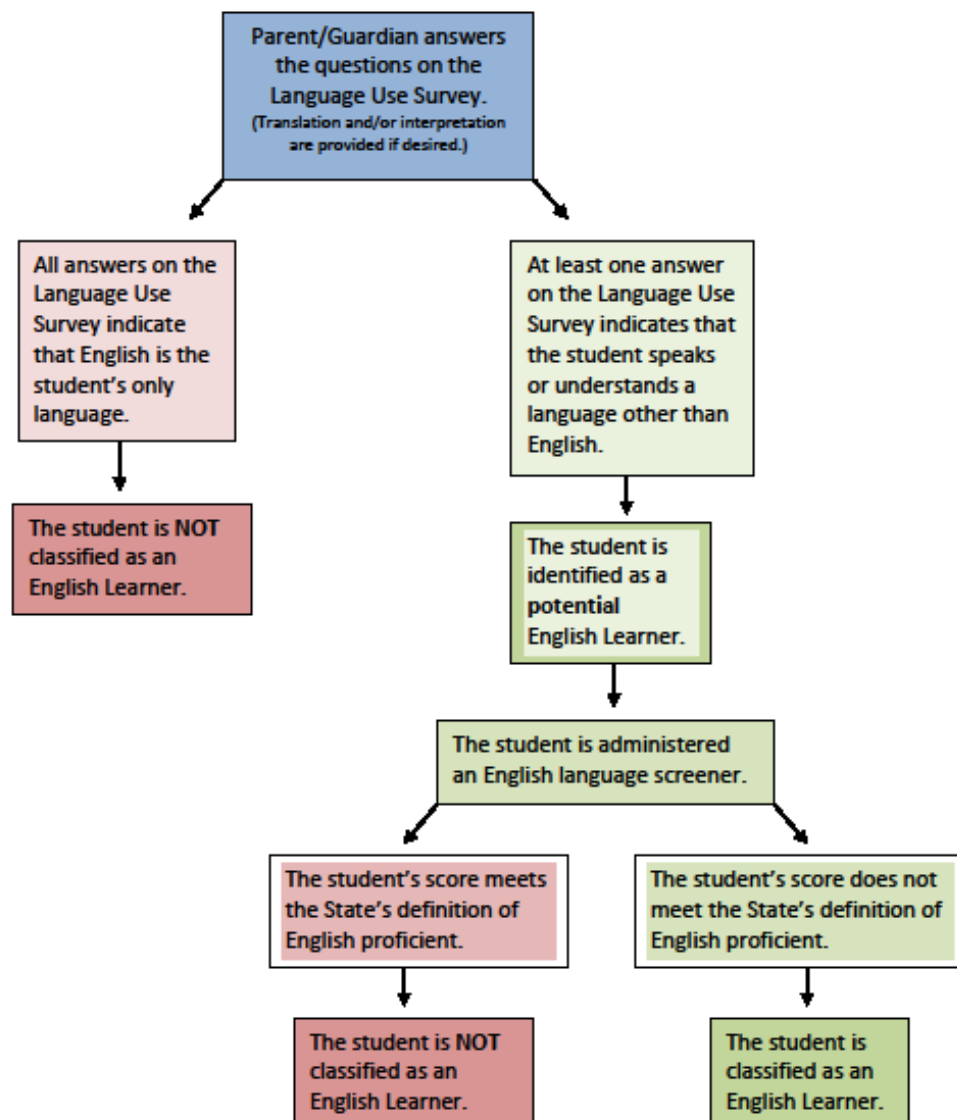 Parent/Guardian answers
the questions on the
Language Use Survey.
(Translation and/or interpretation
are provided if desired.)
All answers on the
Language Use
Survey indicate
that English is the
student's only
language.
At least one answer
on the Language Use
Survey indicates that
the student speaks
or understands a
language other than
English.
The student is NOT
classified as an
English Learner.
The student is
identified as a
potential
English Learner.
The student is administered
an English language screener.
The student's score meets
the State's definition of
English proficient.
The student's score does not
meet the State's definition of
English proficient.
The student is NOT
classified as an
English Learner.
The student is
classified as an
English Learner.